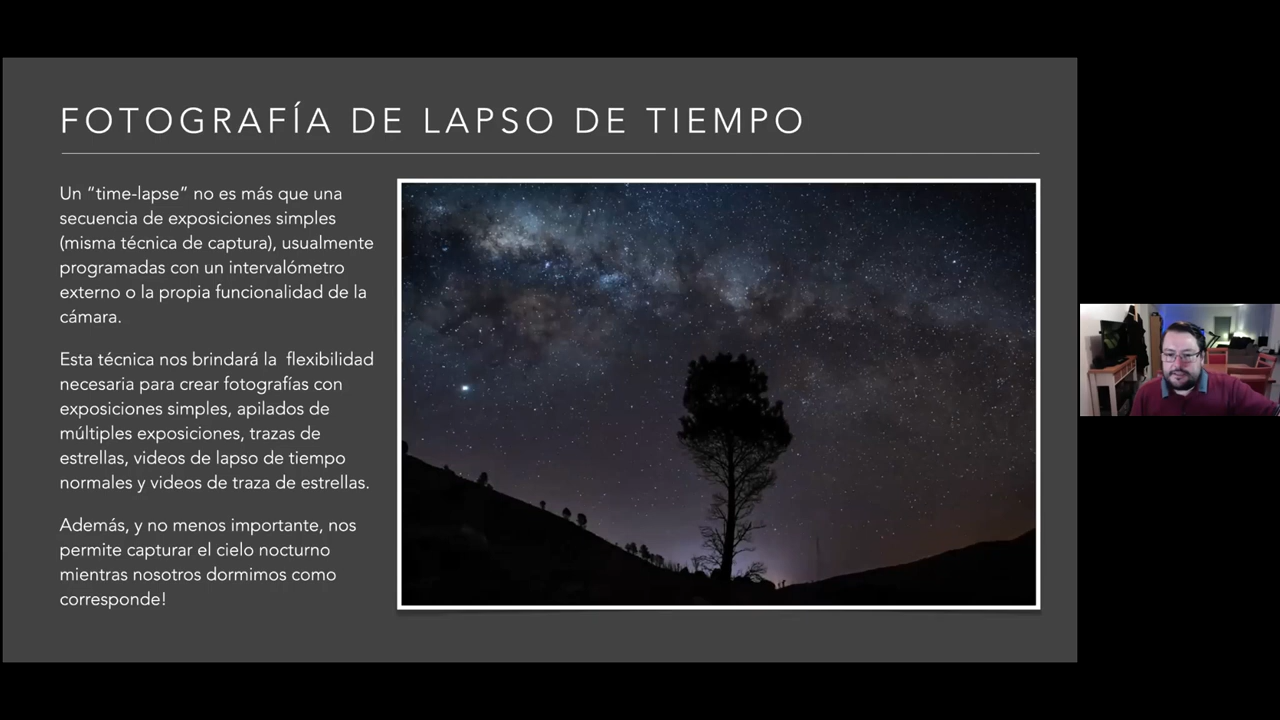 FOTOGRAFÍA DE LAPSO DE TIEMPO
Un “time-lapse” no es más que una
secuencia de exposiciones simples
(misma técnica de captura), usualmente
programadas con un intervalómetro
externo o la propia funcionalidad de la
cámara.
Esta técnica nos brindará la  flexibilidad
necesaria para crear fotografías con
exposiciones simples, apilados de
múltiples exposiciones, trazas de
estrellas, videos de lapso de tiempo
normales y videos de traza de estrellas.
Además, y no menos importante, nos
permite capturar el cielo nocturno
mientras nosotros dormimos como
corresponde!